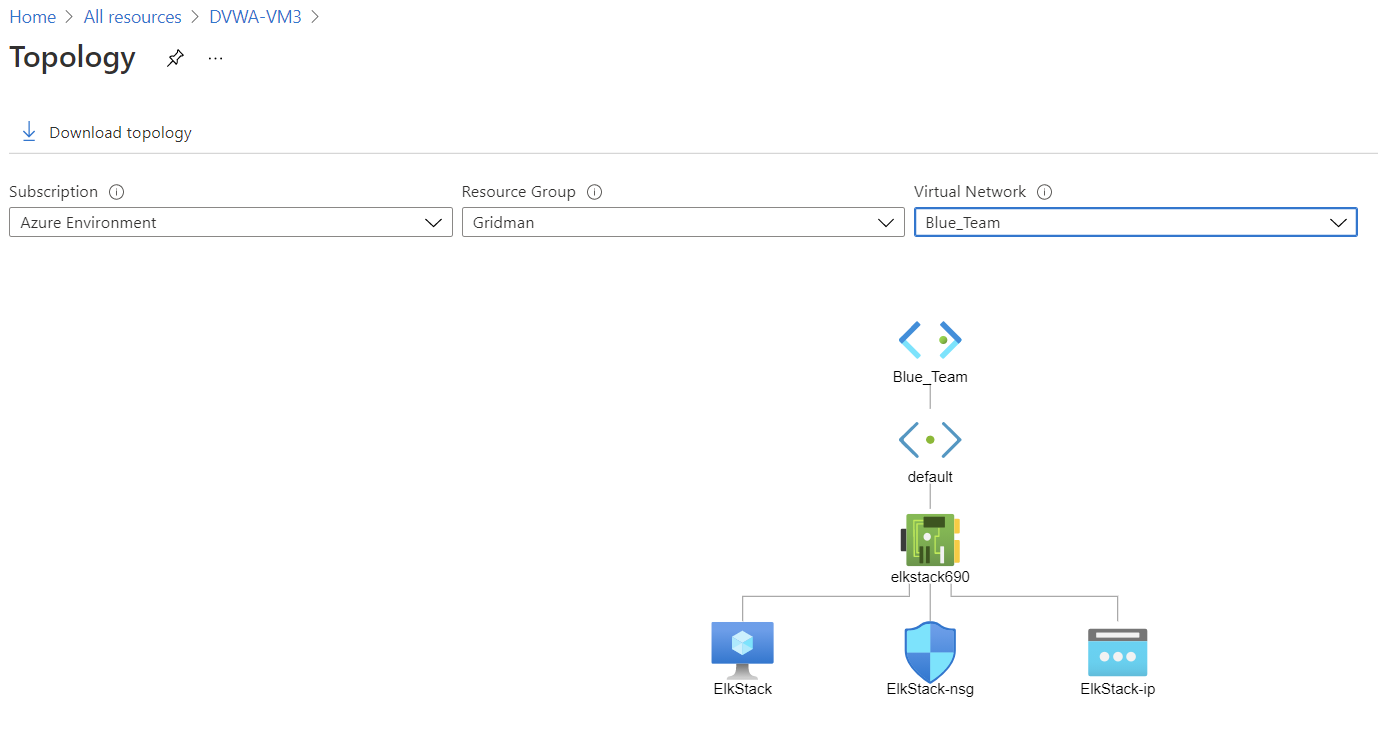 Home > All resources > DVWA-VM3 >
Topology ...
Download topology
Subscription Resource Group Virtual Network
Azure Environment Gridman Blue_Team
Blue_Team
default
elkstack690
ElkStack ElkStack-nsg ElkStack-ip